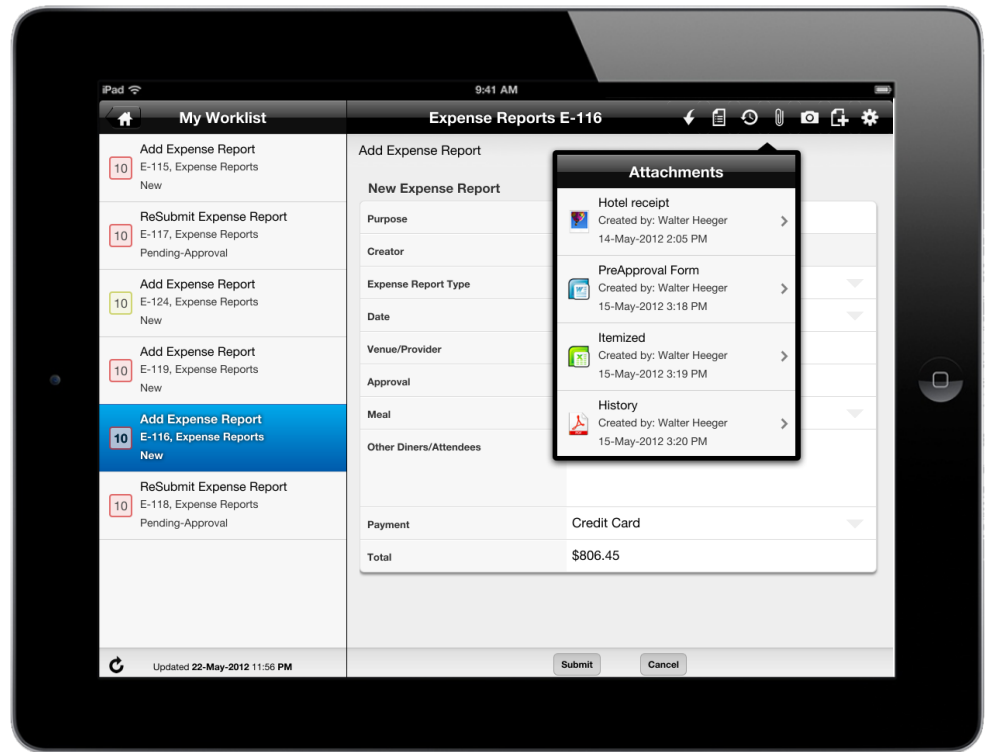 iPad
9:41 AM
My Worklist
Expense Reports E-116
Add Expense Report
10
E-115, Expense Reports
New
ReSubmit Expense Report
10
E-117, Expense Reports
Pending-Approval
Add Expense Report
10
E-124, Expense Reports
New
Add Expense Report
10
E-119, Expense Reports
New
Add Expense Report
10
E-116, Expense Reports
New
ReSubmit Expense Report
10
E-118, Expense Reports
Pending-Approval
Updated 22-May-2012 11:56 PM
Add Expense Report
New Expense Report
Purpose
Creator
Expense Report Type
Date
Venue/Provider
Approval
Meal
Other Diners/Attendees
Payment
Credit Card
Total
$806.45
Attachments
Hotel receipt
Created by: Walter Heeger
14-May-2012 2:05 PM
PreApproval Form
Created by: Walter Heeger
15-May-2012 3:18 PM
Itemized
Created by: Walter Heeger
15-May-2012 3:19 PM
History
Created by: Walter Heeger
15-May-2012 3:20 PM
Submit
Cancel